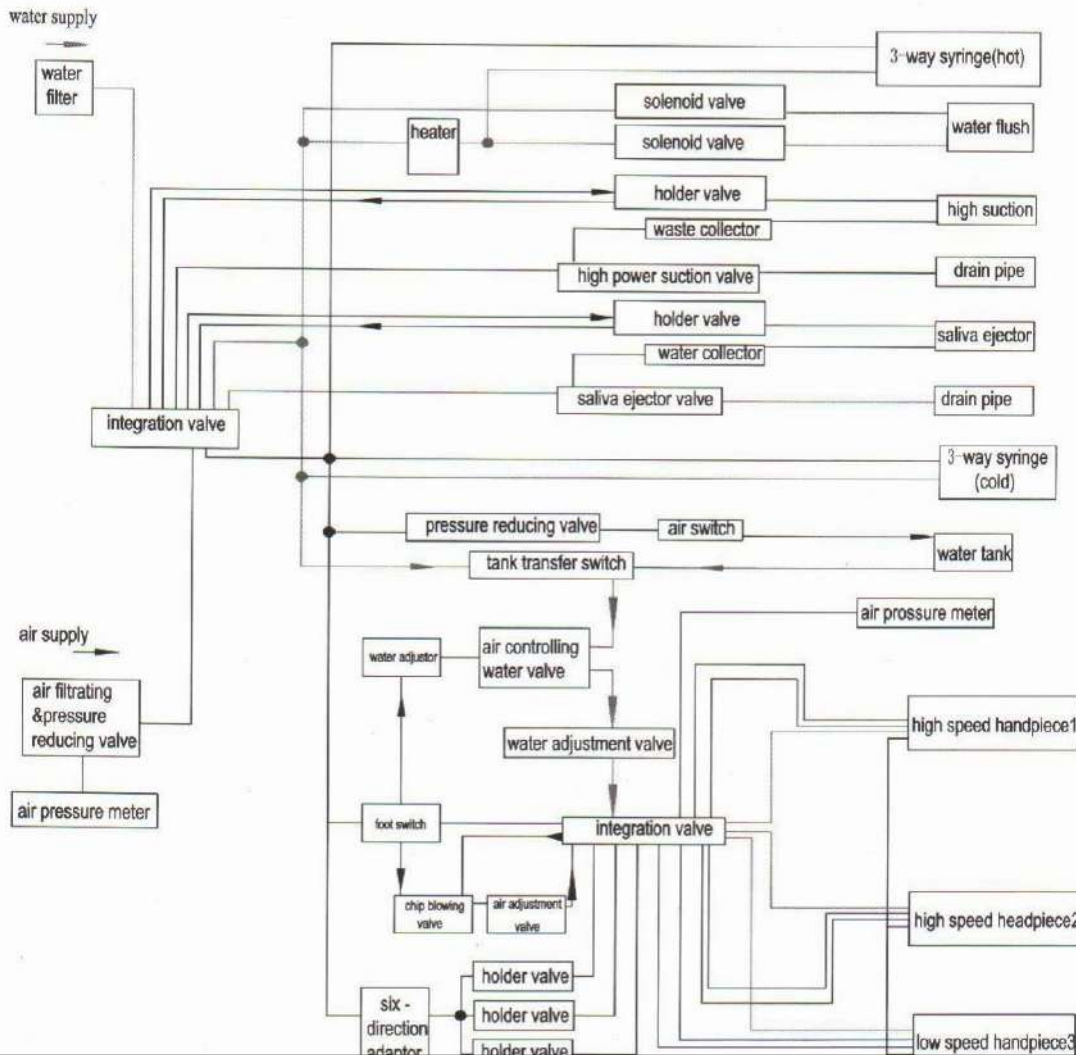 water supply
water
filter
3-way syringe(hot)
solenoid valve
water flush
heater
solenoid valve
holder valve
high suction
waste collector
high power suction valve
drain pipe
holder valve
saliva ejector
water collector
saliva ejector valve
drain pipe
integration valve
3-way syringe
(cold)
pressure reducing valve
air switch
water tank
tank transfer switch
air prossure meter
air supply
water adjustor
air controlling
water valve
air filtrating
&pressure
reducing valve
high speed handpiece1
water adjustment valve
air pressure meter
foot switch
integration valve
chip blowing
valve
air adjustment
valve
high speed headpiece2
holder valve
six -
direction
adaptor
holder valve
holder valve
low speed handpiece3